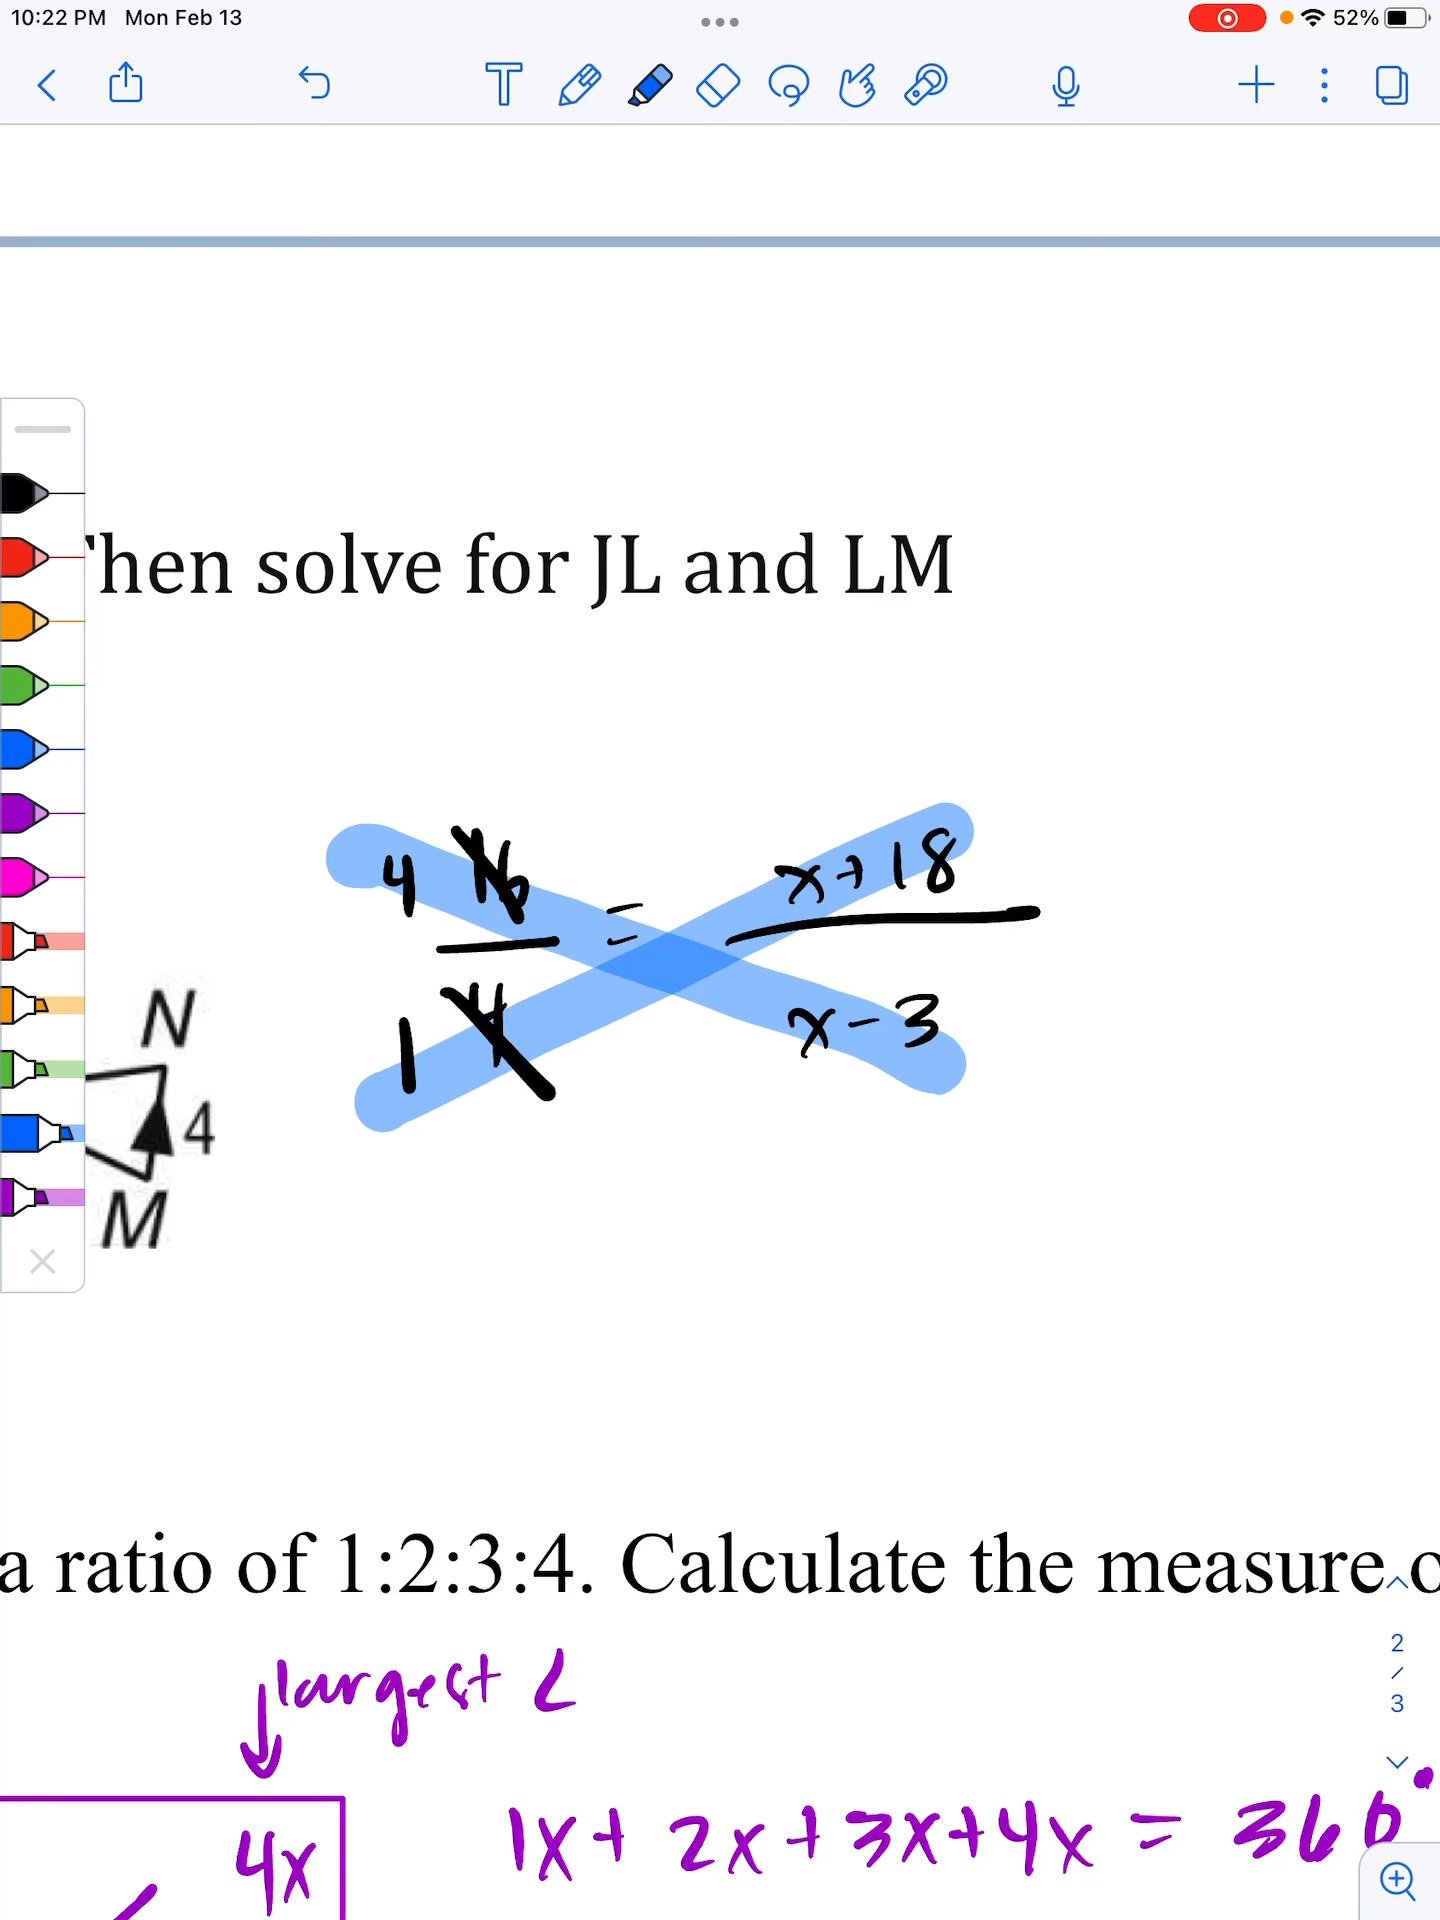 10:22 PM Mon Feb 13
52%
Then solve for JL and LM
4 16 = x+18
1 4 x-3
N
4
M
a ratio of 1:2:3:4. Calculate the measure o
largest ∠
2
/
3
4x
1x + 2x + 3x + 4x = 360°